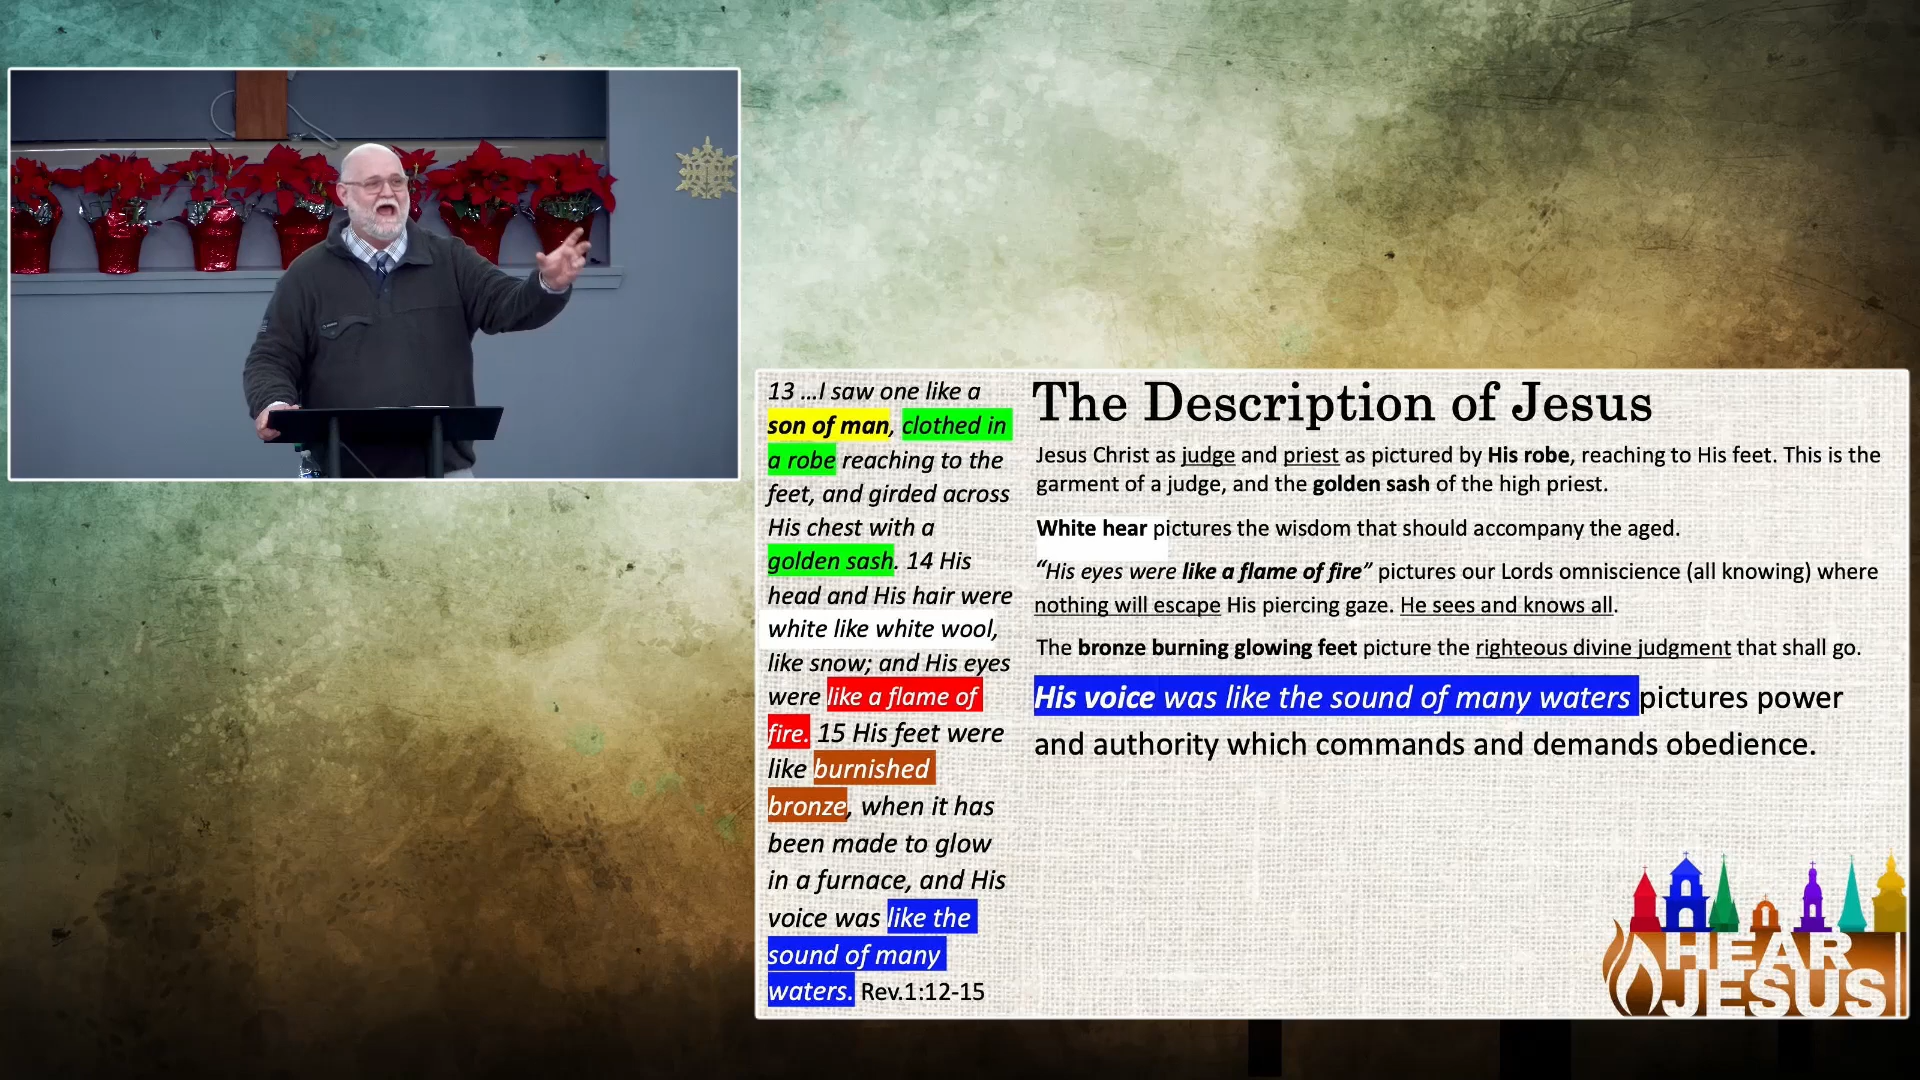 13 …I saw one like a
son of man, clothed in
a robe reaching to the
feet, and girded across
His chest with a
golden sash. 14 His
head and His hair were
white like white wool,
like snow; and His eyes
were like a flame of
fire. 15 His feet were
like burnished
bronze, when it has
been made to glow
in a furnace, and His
voice was like the
sound of many
waters. Rev.1:12-15
The Description of Jesus
Jesus Christ as judge and priest as pictured by His robe, reaching to His feet. This is the
garment of a judge, and the golden sash of the high priest.
White hear pictures the wisdom that should accompany the aged.
“His eyes were like a flame of fire” pictures our Lords omniscience (all knowing) where
nothing will escape His piercing gaze. He sees and knows all.
The bronze burning glowing feet picture the righteous divine judgment that shall go.
His voice was like the sound of many waters pictures power
and authority which commands and demands obedience.
HEAR
JESUS